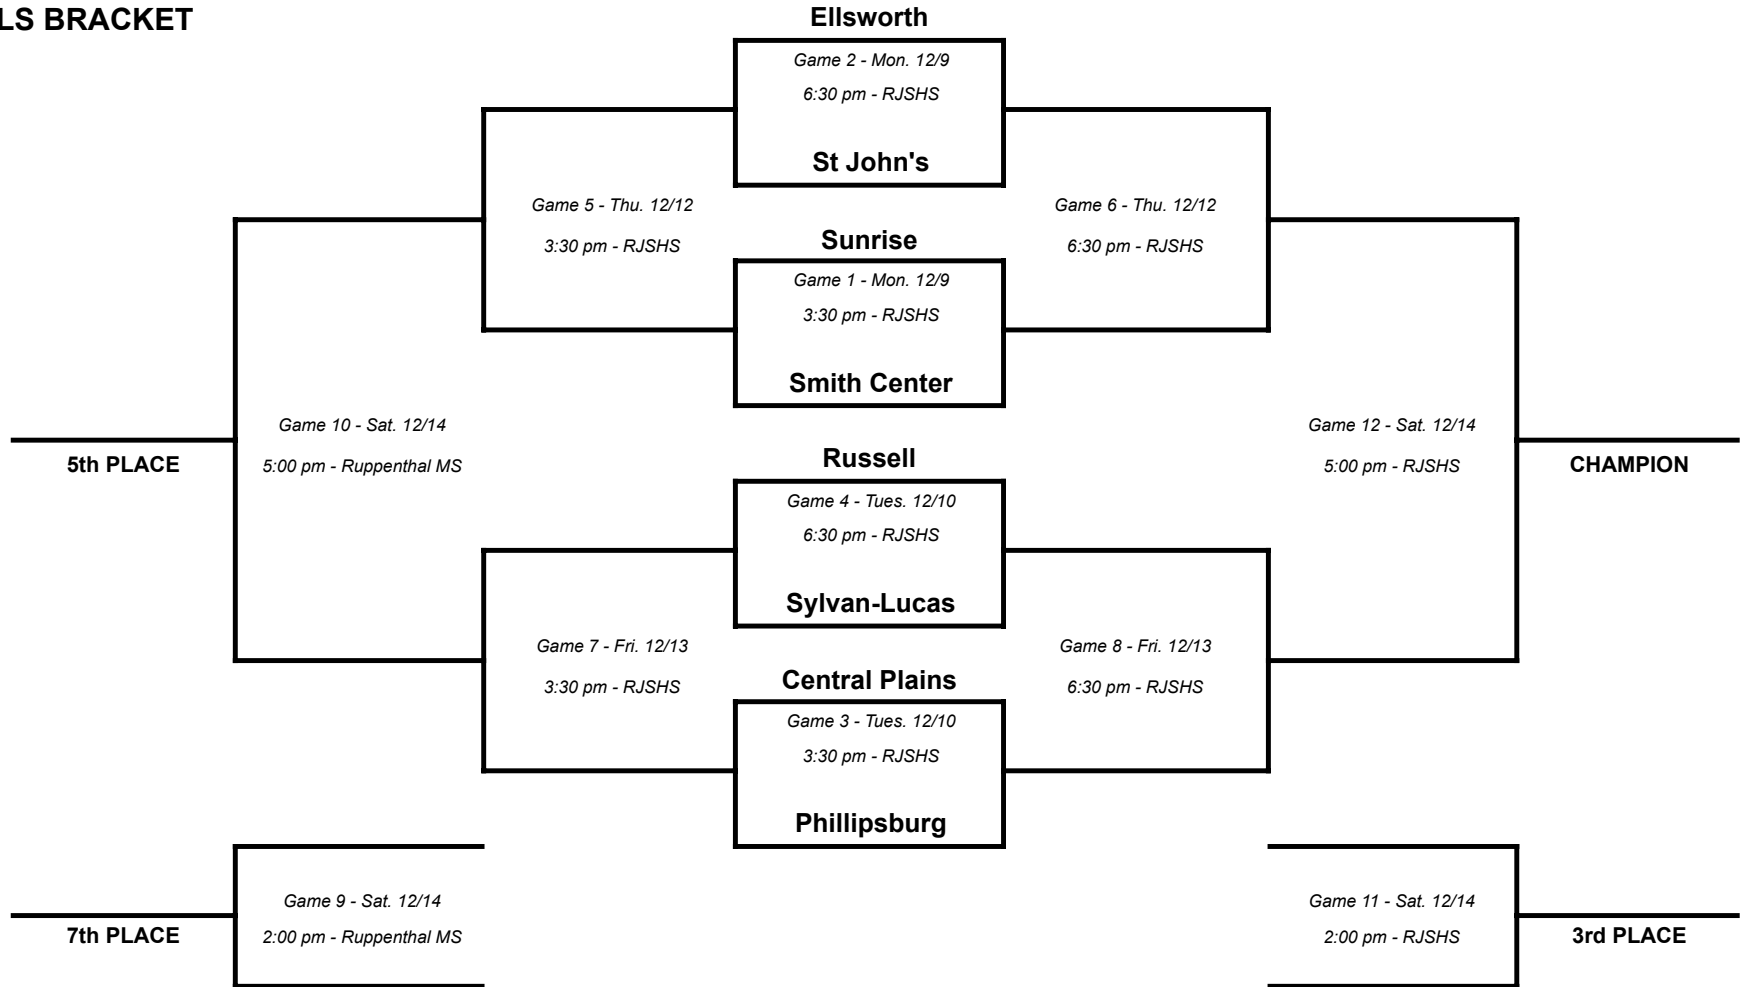 LS BRACKET
Ellsworth
Game 2 - Mon. 12/9
6:30 pm - RJSHS
St John's
Game 5 - Thu. 12/12
3:30 pm - RJSHS
Game 6 - Thu. 12/12
6:30 pm - RJSHS
Sunrise
Game 1 - Mon. 12/9
3:30 pm - RJSHS
Smith Center
Game 10 - Sat. 12/14
5:00 pm - Ruppenthal MS
5th PLACE
Game 12 - Sat. 12/14
5:00 pm - RJSHS
CHAMPION
Russell
Game 4 - Tues. 12/10
6:30 pm - RJSHS
Sylvan-Lucas
Game 7 - Fri. 12/13
3:30 pm - RJSHS
Game 8 - Fri. 12/13
6:30 pm - RJSHS
Central Plains
Game 3 - Tues. 12/10
3:30 pm - RJSHS
Phillipsburg
Game 9 - Sat. 12/14
2:00 pm - Ruppenthal MS
7th PLACE
Game 11 - Sat. 12/14
2:00 pm - RJSHS
3rd PLACE